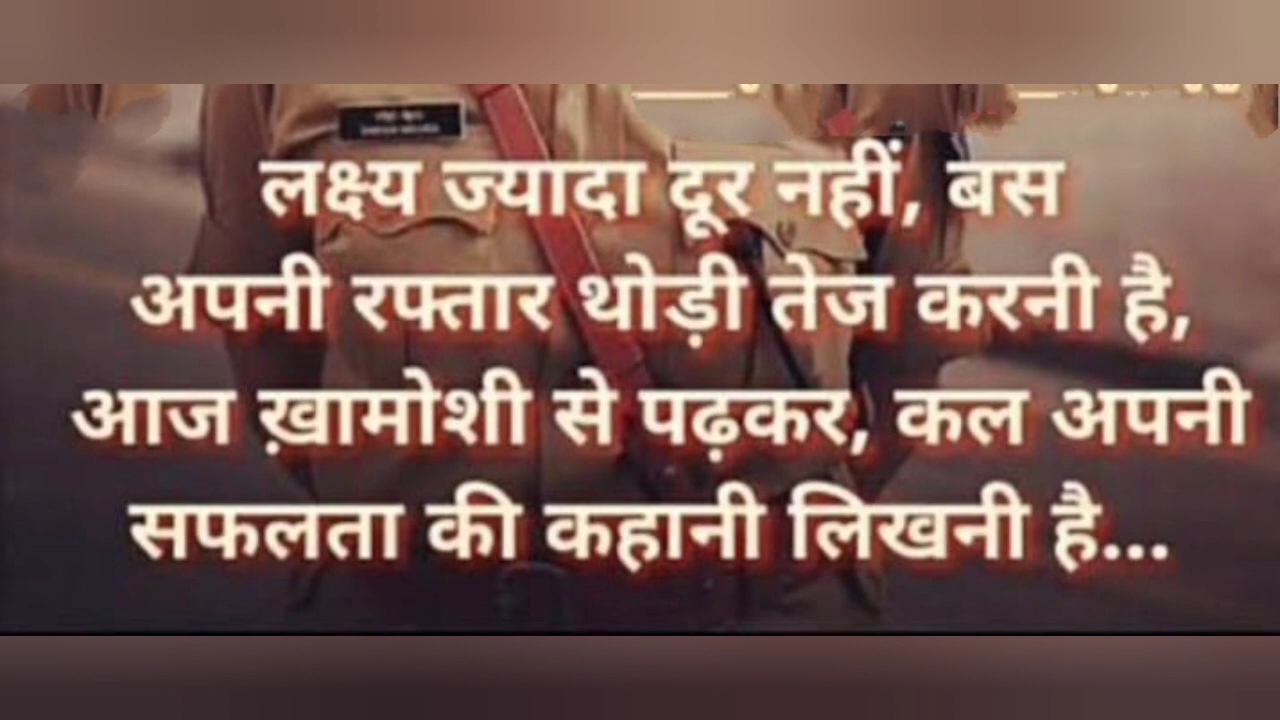 लक्ष्य ज्यादा दूर नहीं, बस
अपनी रफ्तार थोड़ी तेज करनी है,
आज ख़ामोशी से पढ़कर, कल अपनी
सफलता की कहानी लिखनी है...